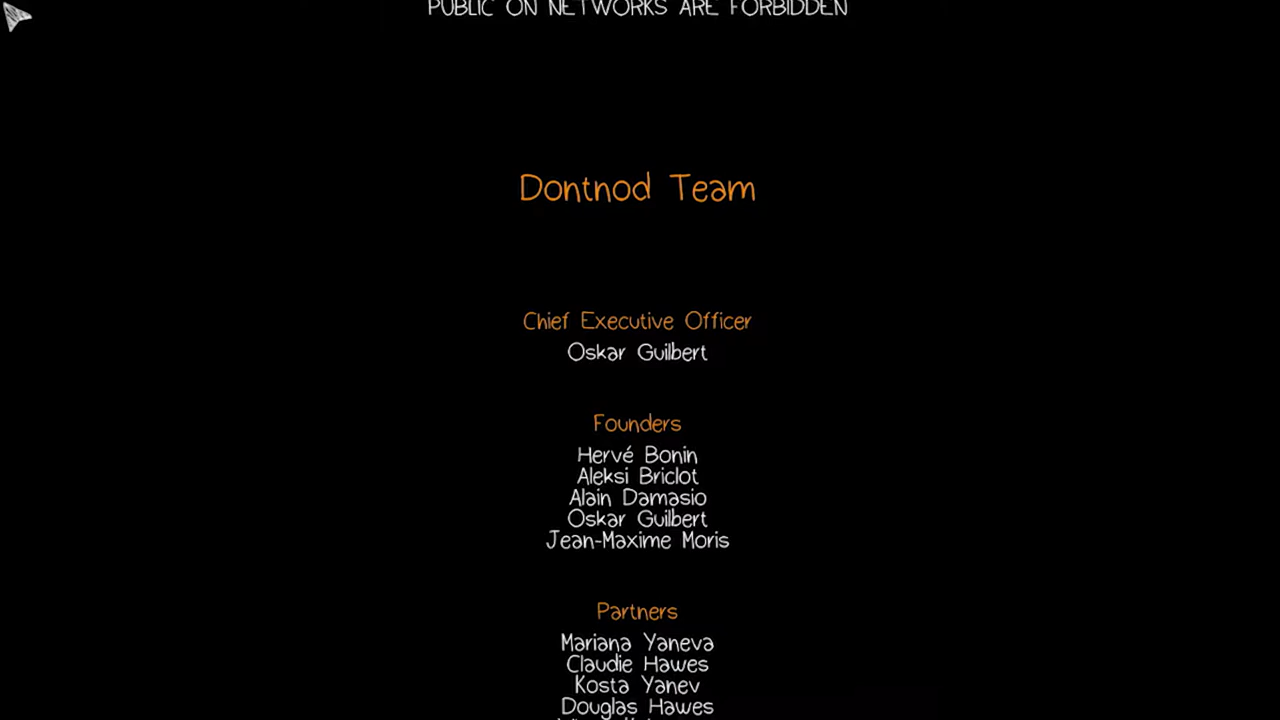 PUBLIC ON NETWORKS ARE FORBIDDEN
Dontnod Team
Chief Executive Officer
Oskar Guilbert
Founders
Hervé Bonin
Aleksi Briclot
Alain Damasio
Oskar Guilbert
Jean-Maxime Moris
Partners
Mariana Yaneva
Claudie Hawes
Kosta Yanev
Douglas Hawes